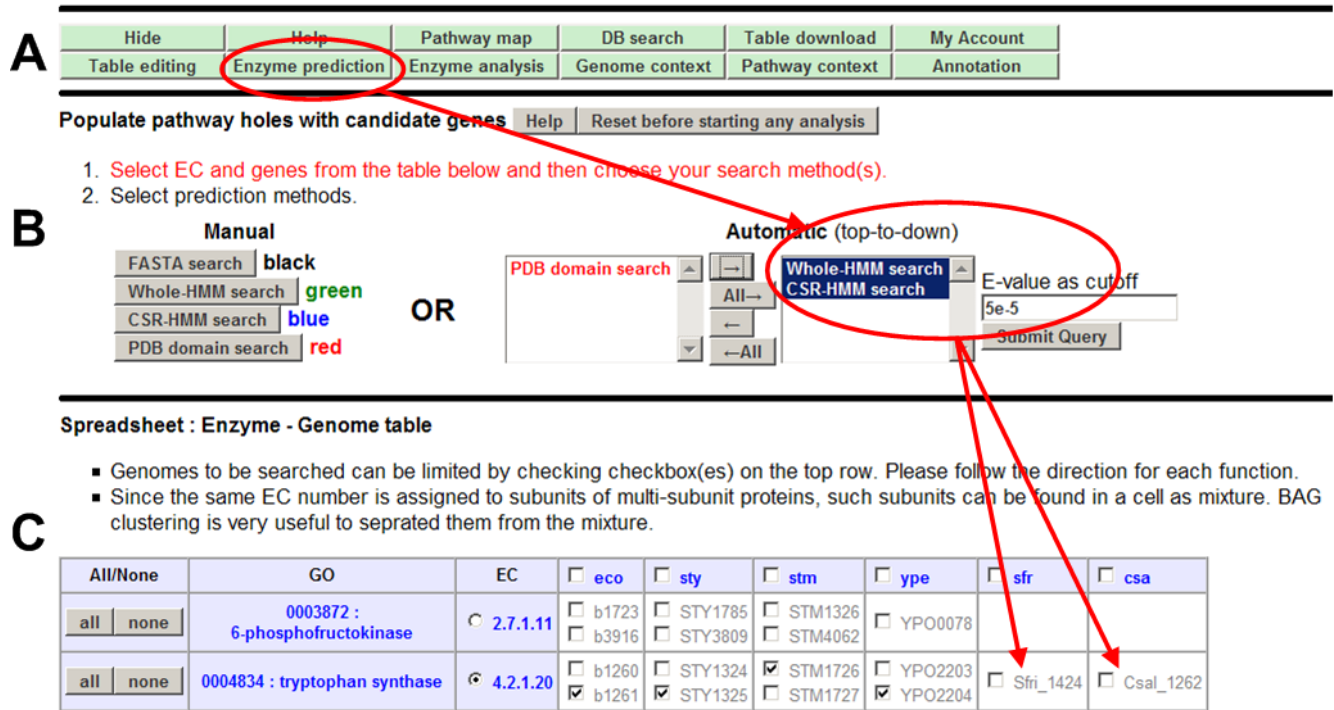 A
Hide Help Pathway map DB search Table download My Account
Table editing Enzyme prediction Enzyme analysis Genome context Pathway context Annotation
Populate pathway holes with candidate genes Help Reset before starting any analysis
1. Select EC and genes from the table below and then choose your search method(s).
2. Select prediction methods.
B
Manual Automatic (top-to-down)
FASTA search black
Whole-HMM search green
CSR-HMM search blue
PDB domain search red
OR
PDB domain search
→
All→
←
←All
Whole-HMM search
CSR-HMM search
E-value as cutoff
5e-5
Submit Query
Spreadsheet : Enzyme - Genome table
▪ Genomes to be searched can be limited by checking checkbox(es) on the top row. Please follow the direction for each function.
▪ Since the same EC number is assigned to subunits of multi-subunit proteins, such subunits can be found in a cell as mixture. BAG
clustering is very useful to seprated them from the mixture.
C
All/None GO EC eco sty stm ype sfr csa
all none 0003872 : 6-phosphofructokinase 2.7.1.11 b1723 STY1785 STM1326 YPO0078
b3916 STY3809 STM4062
all none 0004834 : tryptophan synthase 4.2.1.20 b1260 STY1324 STM1726 YPO2203 Sfri_1424 Csal_1262
b1261 STY1325 STM1727 YPO2204